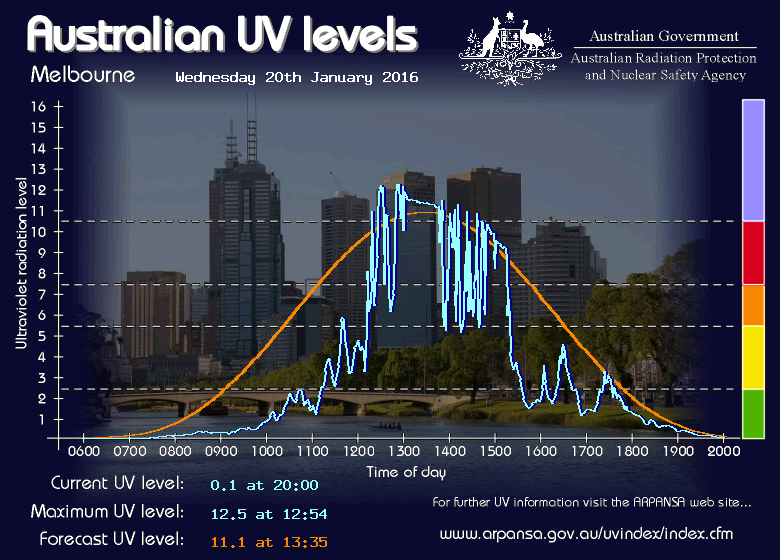 Australian UV levels
Australian Government
Australian Radiation Protection
and Nuclear Safety Agency
Melbourne
Wednesday 20th January 2016
Ultraviolet radiation level
16
15
14
13
12
11
10
9
8
7
6
5
4
3
2
1
0600 0700 0800 0900 1000 1100 1200 1300 1400 1500 1600 1700 1800 1900 2000
Time of day
Current UV level: 0.1 at 20:00
Maximum UV level: 12.5 at 12:54
Forecast UV level: 11.1 at 13:35
For further UV information visit the ARPANSA web site...
www.arpansa.gov.au/uvindex/index.cfm